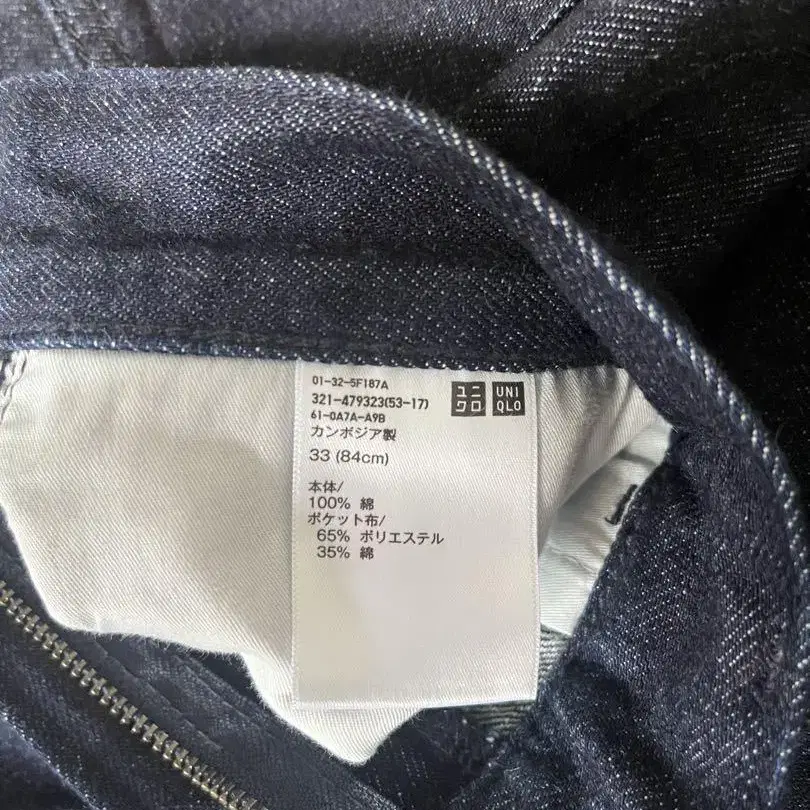 01-32-5F187A
321-479323(53-17)
61-0A7A-A9B
カンボジア製
33 (84cm)
本体/
100% 綿
ポケット布/
65% ポリエステル
35% 綿
ユニ
クロ
UNI
QLO